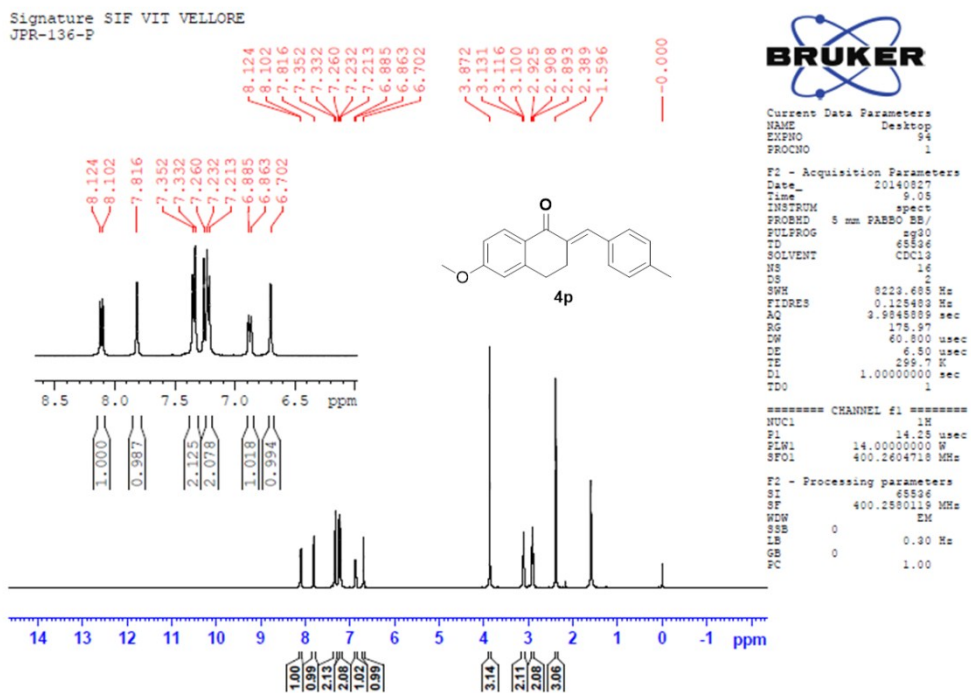 Signature SIF VIT VELLORE
JPR-136-P
8.124
8.102
7.816
7.352
7.332
7.260
7.232
7.213
6.885
6.863
6.702
3.872
3.131
3.116
3.100
2.925
2.908
2.893
2.389
1.596
-0.000
8.124
8.102
7.816
7.352
7.332
7.260
7.232
7.213
6.885
6.863
6.702
8.5 8.0 7.5 7.0 6.5 ppm
1.000
0.987
2.125
2.078
1.018
0.994
O
O
4p
14 13 12 11 10 9 8 7 6 5 4 3 2 1 0 -1 ppm
1.00
0.99
2.13
2.08
1.02
0.99
3.14
2.11
2.08
3.06
BRUKER
Current Data Parameters
NAME Desktop
EXPNO 94
PROCNO 1
F2 - Acquisition Parameters
Date_ 20140827
Time 9.05
INSTRUM spect
PROBHD 5 mm PABBO BB/
PULPROG zg30
TD 65536
SOLVENT CDCl3
NS 16
DS 2
SWH 8223.685 Hz
FIDRES 0.125483 Hz
AQ 3.9845889 sec
RG 175.97
DW 60.800 usec
DE 6.50 usec
TE 299.7 K
D1 1.00000000 sec
TD0 1
======== CHANNEL f1 ========
NUC1 1H
P1 14.25 usec
PLW1 14.00000000 W
SFO1 400.2604718 MHz
F2 - Processing parameters
SI 65536
SF 400.2580119 MHz
WDW EM
SSB 0
LB 0.30 Hz
GB 0
PC 1.00